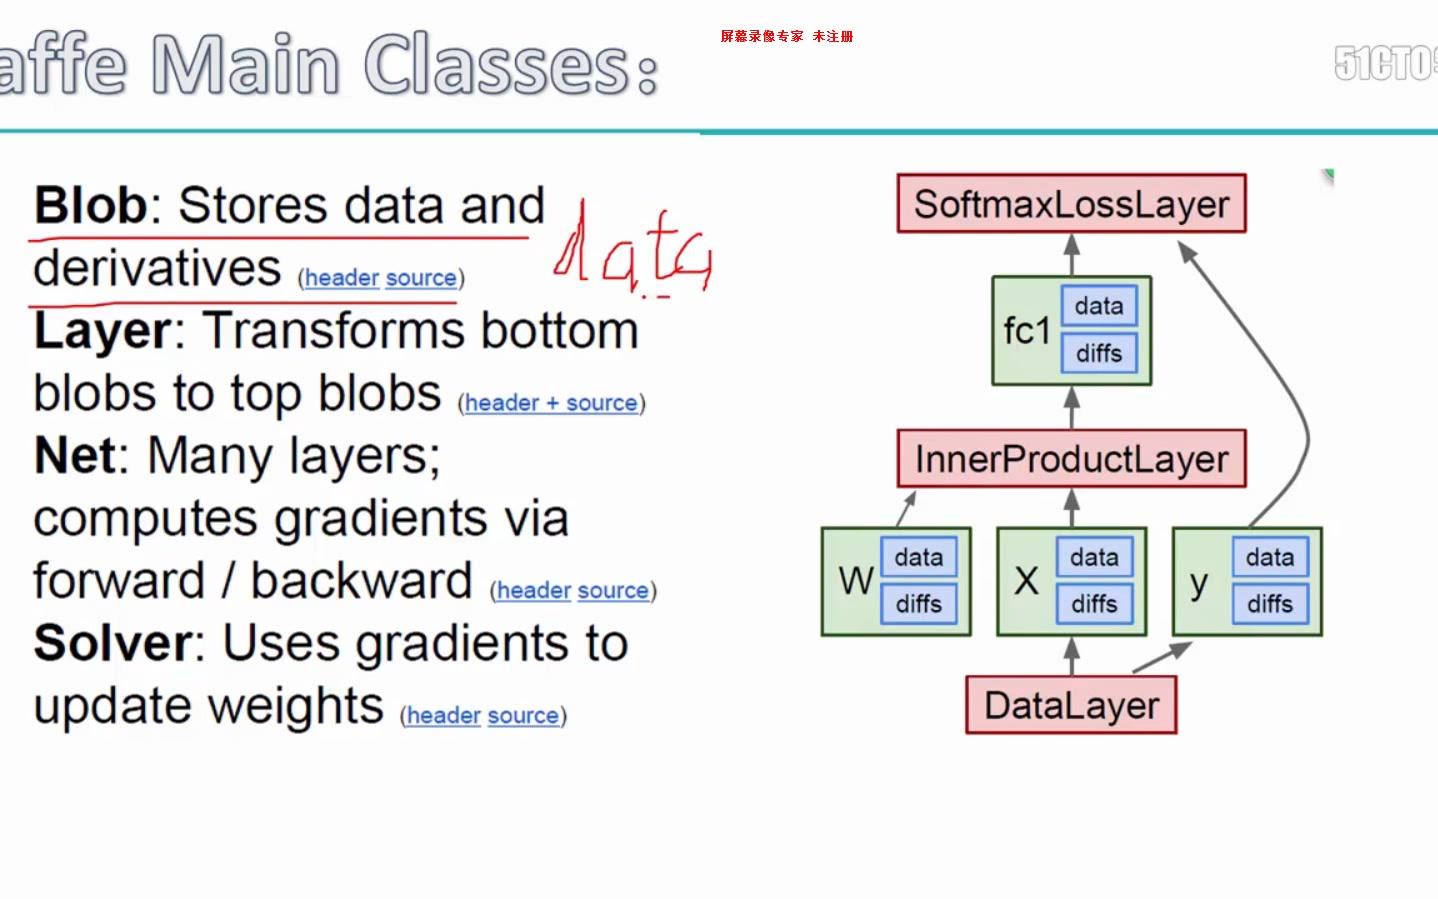 affe Main Classes:
屏幕录像专家 未注册
51CTO
Blob: Stores data and
derivatives (header source)
data
Layer: Transforms bottom
blobs to top blobs (header + source)
Net: Many layers;
computes gradients via
forward / backward (header source)
Solver: Uses gradients to
update weights (header source)
SoftmaxLossLayer
fc1
data
diffs
InnerProductLayer
W
data
diffs
X
data
diffs
y
data
diffs
DataLayer